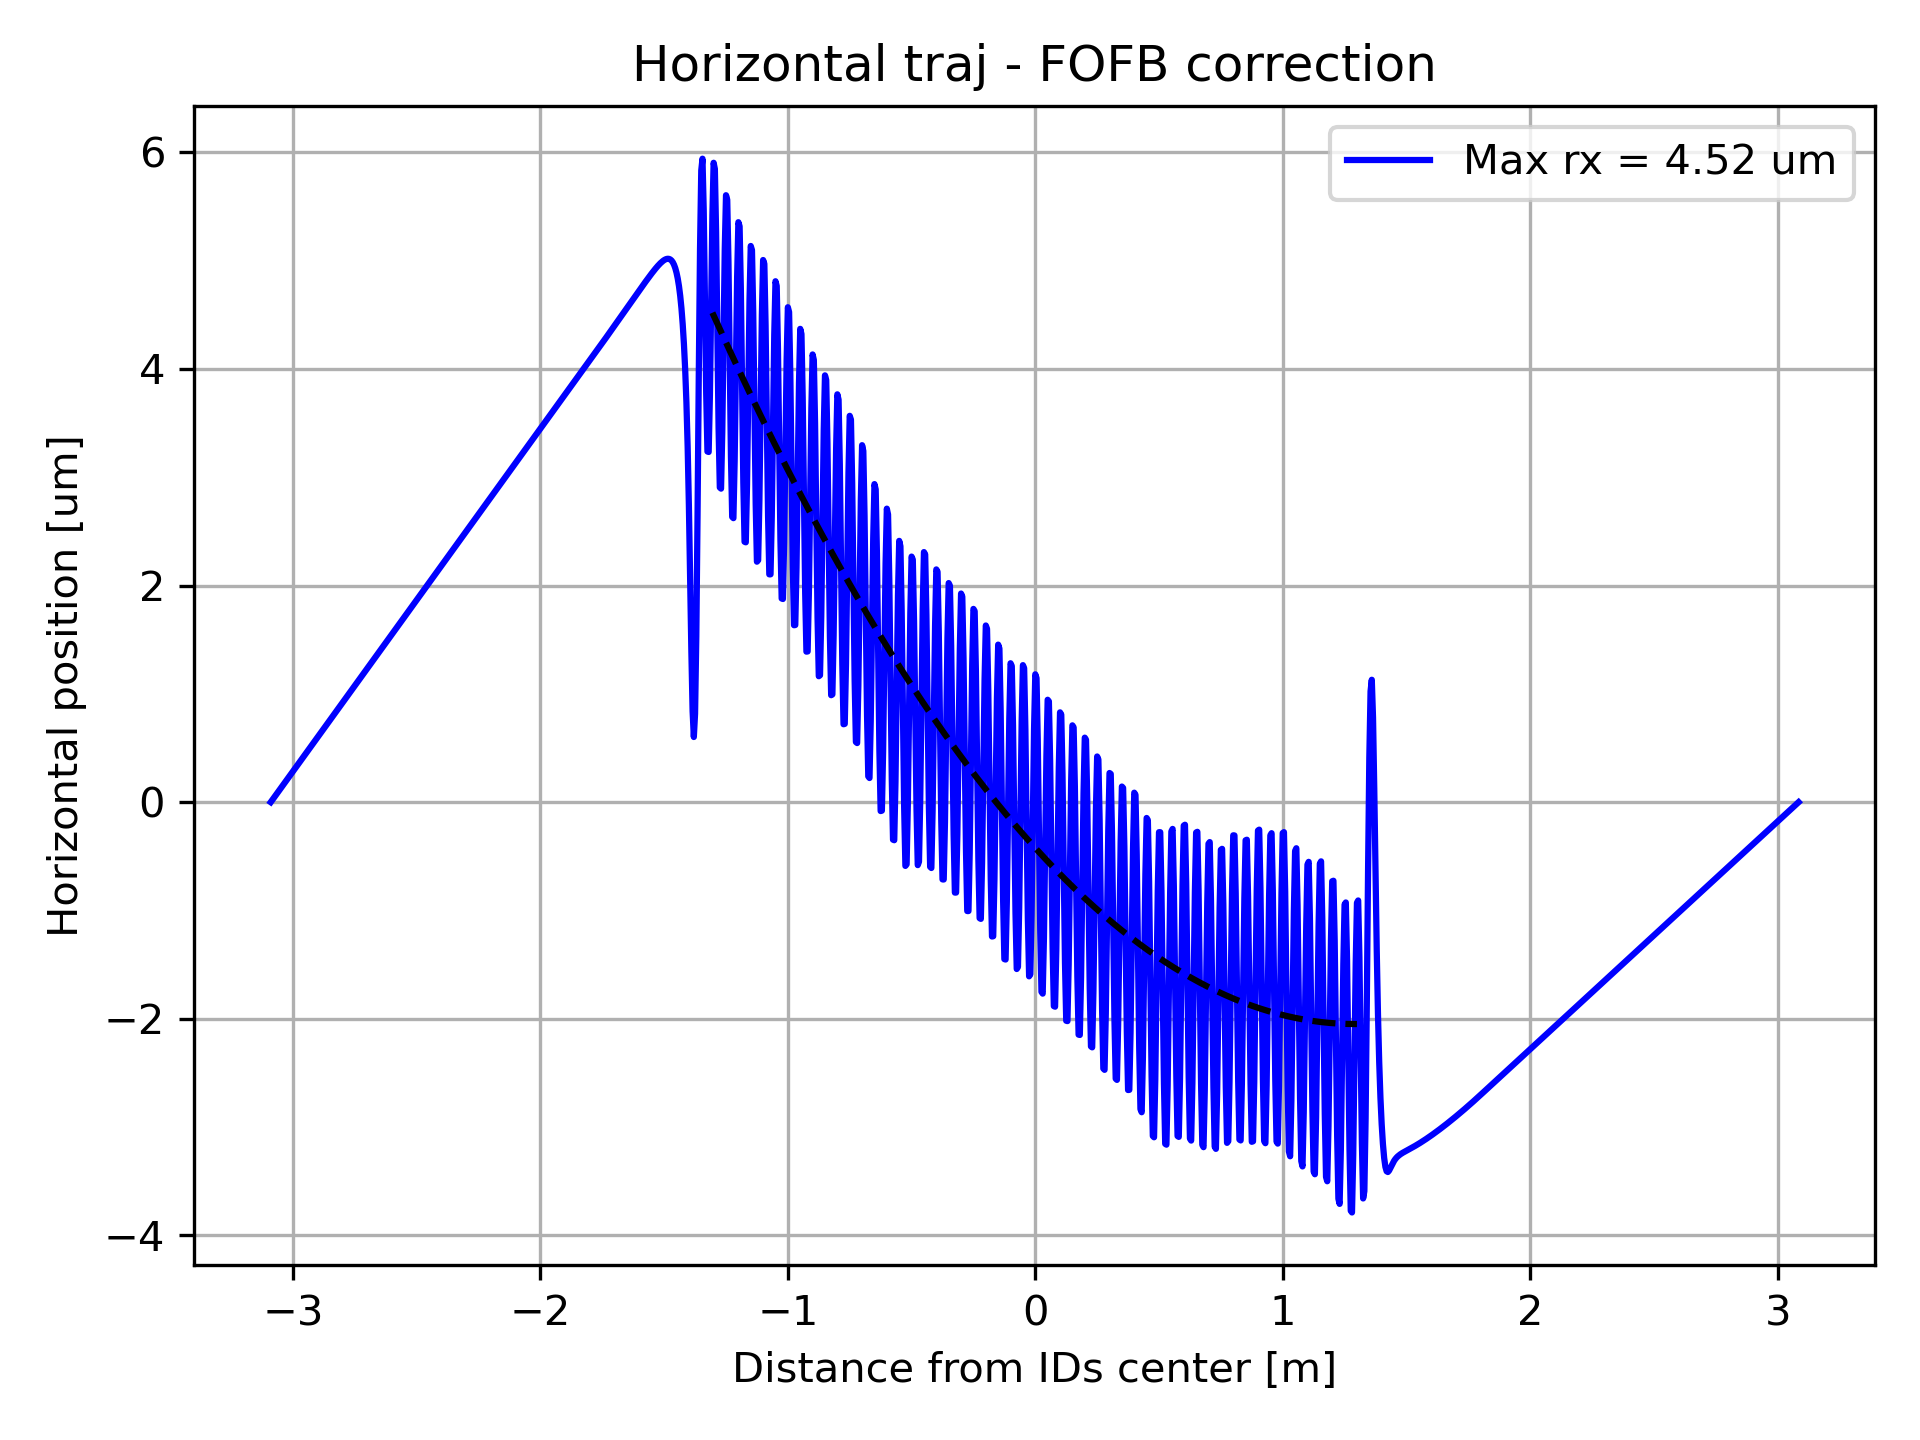 Horizontal traj - FOFB correction
Max rx = 4.52 um
Horizontal position [um]
6
4
2
0
−2
−4
−3 −2 −1 0 1 2 3
Distance from IDs center [m]